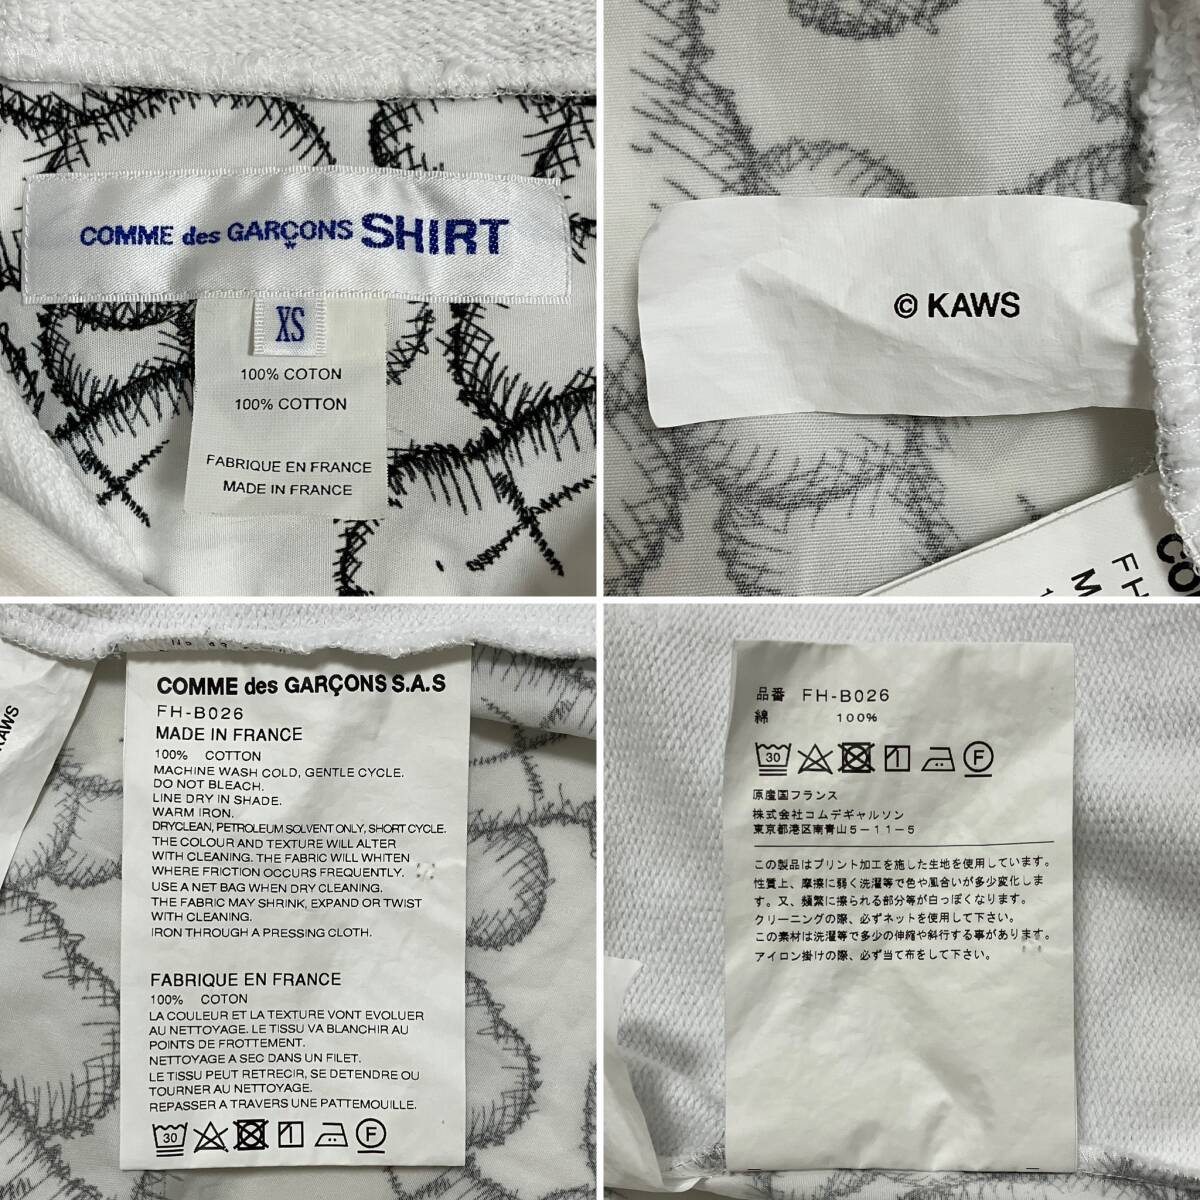 COMME des GARÇONS SHIRT
XS
100% COTON
100% COTTON
FABRIQUE EN FRANCE
MADE IN FRANCE
© KAWS
CO
FH
M
KAWS
COMME des GARÇONS S.A.S
FH-B026
MADE IN FRANCE
100% COTTON
MACHINE WASH COLD, GENTLE CYCLE.
DO NOT BLEACH.
LINE DRY IN SHADE.
WARM IRON.
DRYCLEAN, PETROLEUM SOLVENT ONLY, SHORT CYCLE.
THE COLOUR AND TEXTURE WILL ALTER
WITH CLEANING. THE FABRIC WILL WHITEN
WHERE FRICTION OCCURS FREQUENTLY.
USE A NET BAG WHEN DRY CLEANING.
THE FABRIC MAY SHRINK, EXPAND OR TWIST
WITH CLEANING.
IRON THROUGH A PRESSING CLOTH.
FABRIQUE EN FRANCE
100% COTON
LA COULEUR ET LA TEXTURE VONT EVOLUER
AU NETTOYAGE. LE TISSU VA BLANCHIR AU
POINTS DE FROTTEMENT.
NETTOYAGE A SEC DANS UN FILET.
LE TISSU PEUT RETRECIR, SE DETENDRE OU
TOURNER AU NETTOYAGE.
REPASSER A TRAVERS UNE PATTEMOUILLE.
30 F
品番 FH-B026
綿 100%
30 F
原産国フランス
株式会社コムデギャルソン
東京都港区南青山5-11-5
この製品はプリント加工を施した生地を使用しています。
性質上、摩擦に弱く洗濯等で色や風合いが多少変化しま
す。又、頻繁に擦られる部分等が白っぽくなります。
クリーニングの際、必ずネットを使用して下さい。
この素材は洗濯等で多少の伸縮や斜行する事があります。
アイロン掛けの際、必ず当て布をして下さい。